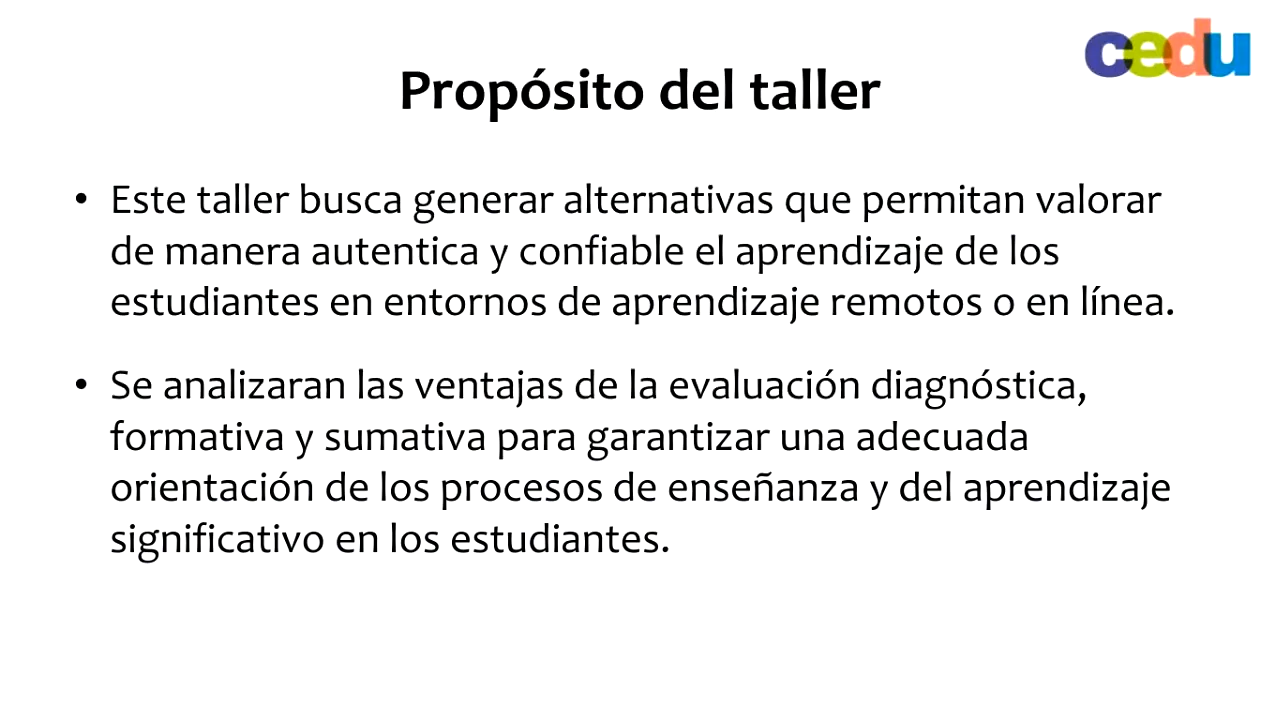 cedu
Propósito del taller
• Este taller busca generar alternativas que permitan valorar
de manera autentica y confiable el aprendizaje de los
estudiantes en entornos de aprendizaje remotos o en línea.
• Se analizaran las ventajas de la evaluación diagnóstica,
formativa y sumativa para garantizar una adecuada
orientación de los procesos de enseñanza y del aprendizaje
significativo en los estudiantes.